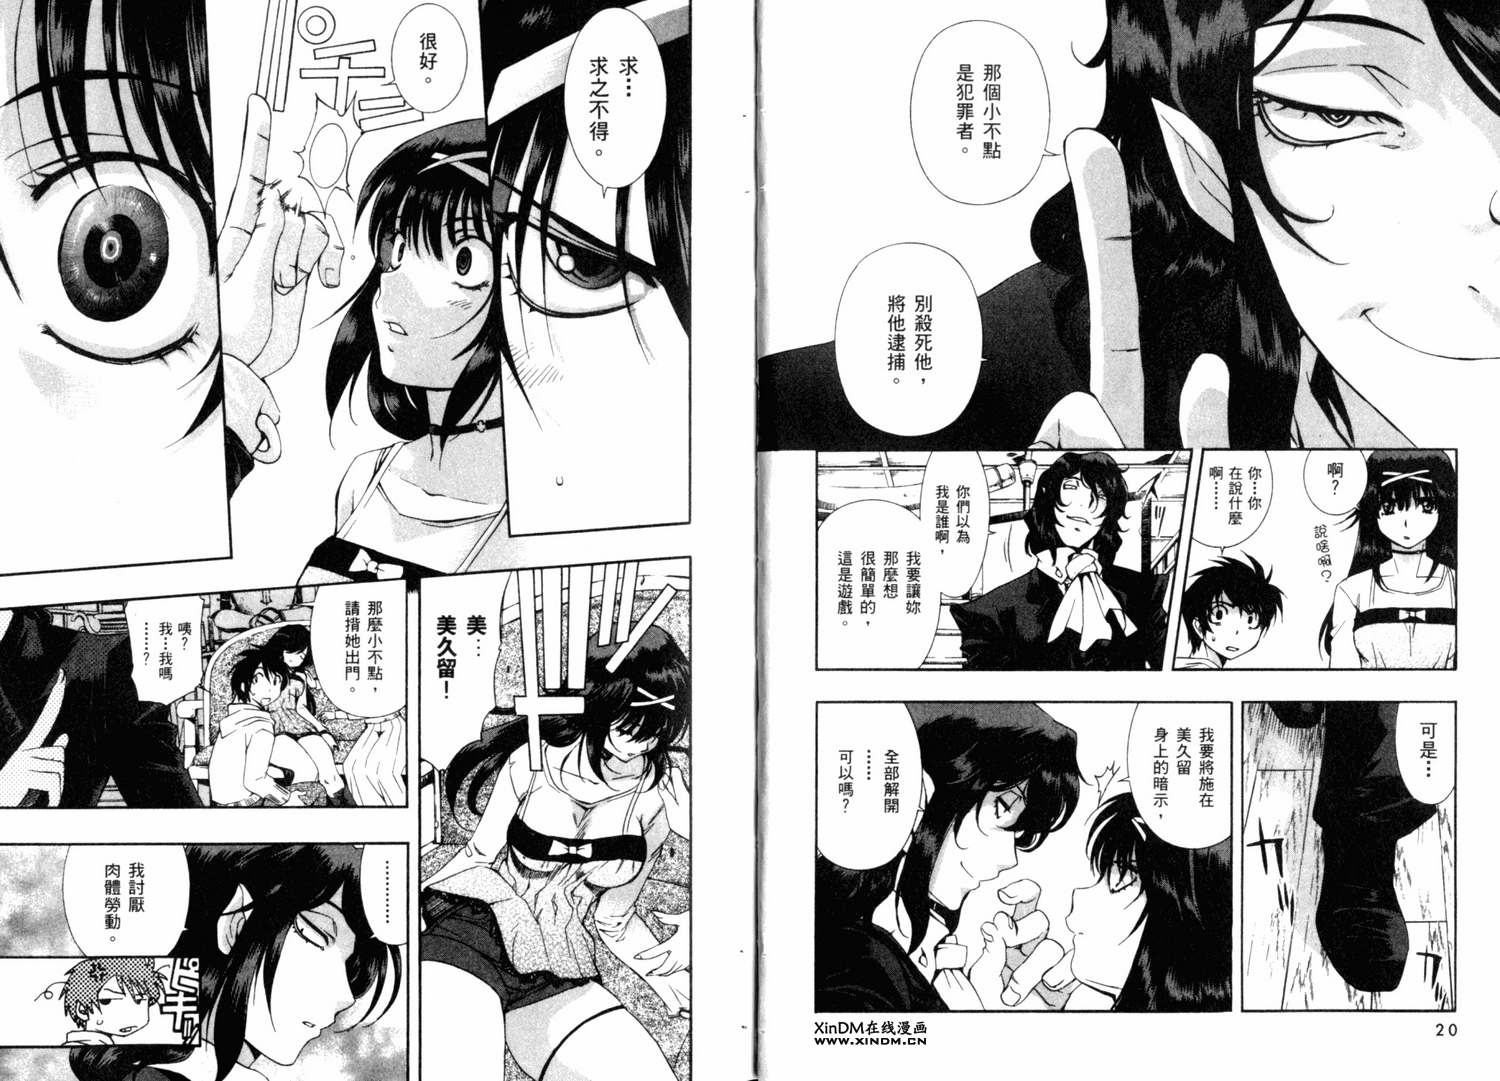 那個小不點
是犯罪者。
別殺死他，
將他逮捕。
啊？
說啥啊？
你…你
在說什麼
啊……
你們以為
我是誰啊，
我要讓妳
那麼想
很簡單的，
這是遊戲。
可是…
我要將施在
美久留
身上的暗示，
全部解開
……
可以嗎？
20
XinDM在线漫画
WWW.XINDM.CN
求…
求之不得。
很好。
美…
美久留！
那麼小不點，
請揹她出門。
咦？
我…我嗎
……？
………
我討厭
肉體勞動。
ピキ